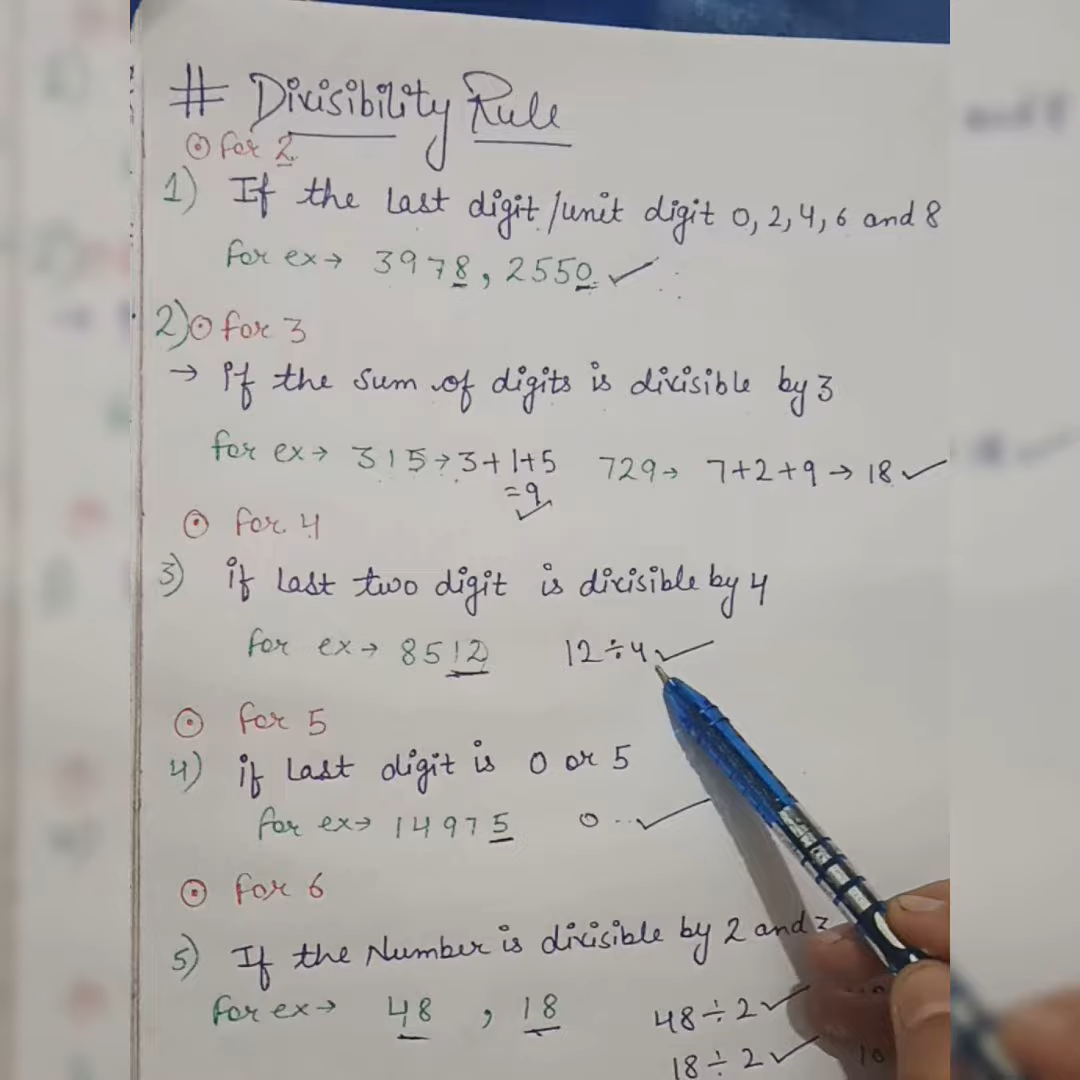 # Divisibility Rule
⊙ for 2
1) If the last digit/unit digit 0, 2, 4, 6 and 8
for ex→ 3978, 2550 ✓
2) ⊙ for 3
→ if the sum of digits is divisible by 3
for ex→ 315→3+1+5 729→ 7+2+9→18 ✓
=9 ✓
⊙ for 4
3) if last two digit is divisible by 4
for ex→ 8512 12÷4 ✓
⊙ for 5
4) if last digit is 0 or 5
for ex→ 14975 0 .. ✓
⊙ for 6
5) If the Number is divisible by 2 and 3
for ex→ 48 , 18 48÷2 ✓
18÷2 ✓